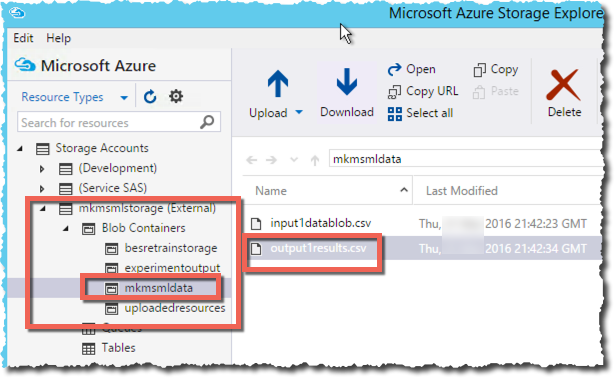 Microsoft Azure Storage Explore
Edit Help
Microsoft Azure
Resource Types
Search for resources
Upload
Download
Open
Copy URL
Select all
Copy
Paste
Delete
Storage Accounts
(Development)
(Service SAS)
mkmsmlstorage (External)
Blob Containers
besretrainstorage
experimentoutput
mkmsmldata
uploadedresources
Queues
Tables
mkmsmldata
Name Last Modified
input1datablob.csv Thu, 2016 21:42:23 GMT
output1results.csv Thu, 2016 21:42:34 GMT